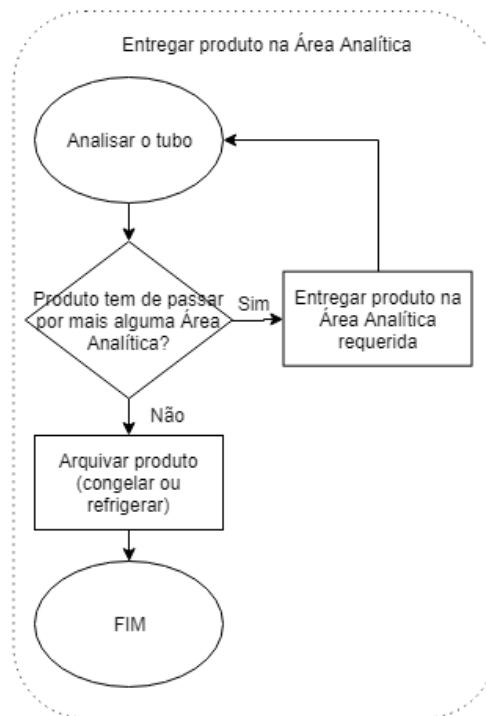 Entregar produto na Área Analítica
Analisar o tubo
Produto tem de passar
por mais alguma Área
Analítica?
Sim
Entregar produto na
Área Analítica
requerida
Não
Arquivar produto
(congelar ou
refrigerar)
FIM